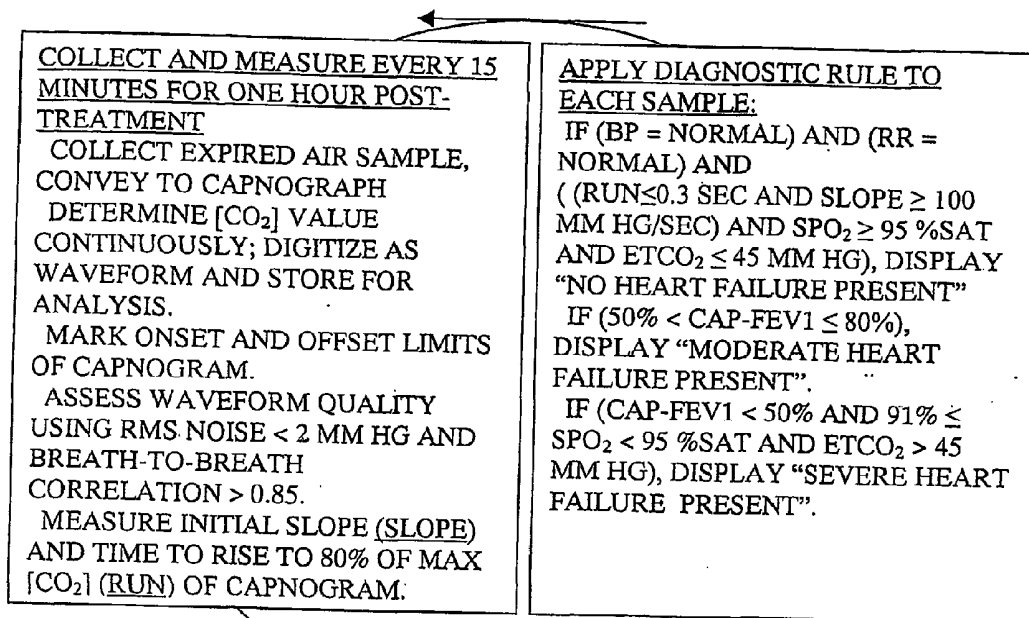 COLLECT AND MEASURE EVERY 15
MINUTES FOR ONE HOUR POST-
TREATMENT
COLLECT EXPIRED AIR SAMPLE,
CONVEY TO CAPNOGRAPH
DETERMINE [CO₂] VALUE
CONTINUOUSLY; DIGITIZE AS
WAVEFORM AND STORE FOR
ANALYSIS.
MARK ONSET AND OFFSET LIMITS
OF CAPNOGRAM.
ASSESS WAVEFORM QUALITY
USING RMS NOISE < 2 MM HG AND
BREATH-TO-BREATH
CORRELATION > 0.85.
MEASURE INITIAL SLOPE (SLOPE)
AND TIME TO RISE TO 80% OF MAX
[CO₂] (RUN) OF CAPNOGRAM.
APPLY DIAGNOSTIC RULE TO
EACH SAMPLE:
IF (BP = NORMAL) AND (RR =
NORMAL) AND
( (RUN≤0.3 SEC AND SLOPE ≥ 100
MM HG/SEC) AND SPO₂ ≥ 95 %SAT
AND ETCO₂ ≤ 45 MM HG), DISPLAY
“NO HEART FAILURE PRESENT”
IF (50% < CAP-FEV1 ≤ 80%),
DISPLAY “MODERATE HEART
FAILURE PRESENT”.
IF (CAP-FEV1 < 50% AND 91% ≤
SPO₂ < 95 %SAT AND ETCO₂ > 45
MM HG), DISPLAY “SEVERE HEART
FAILURE PRESENT”.